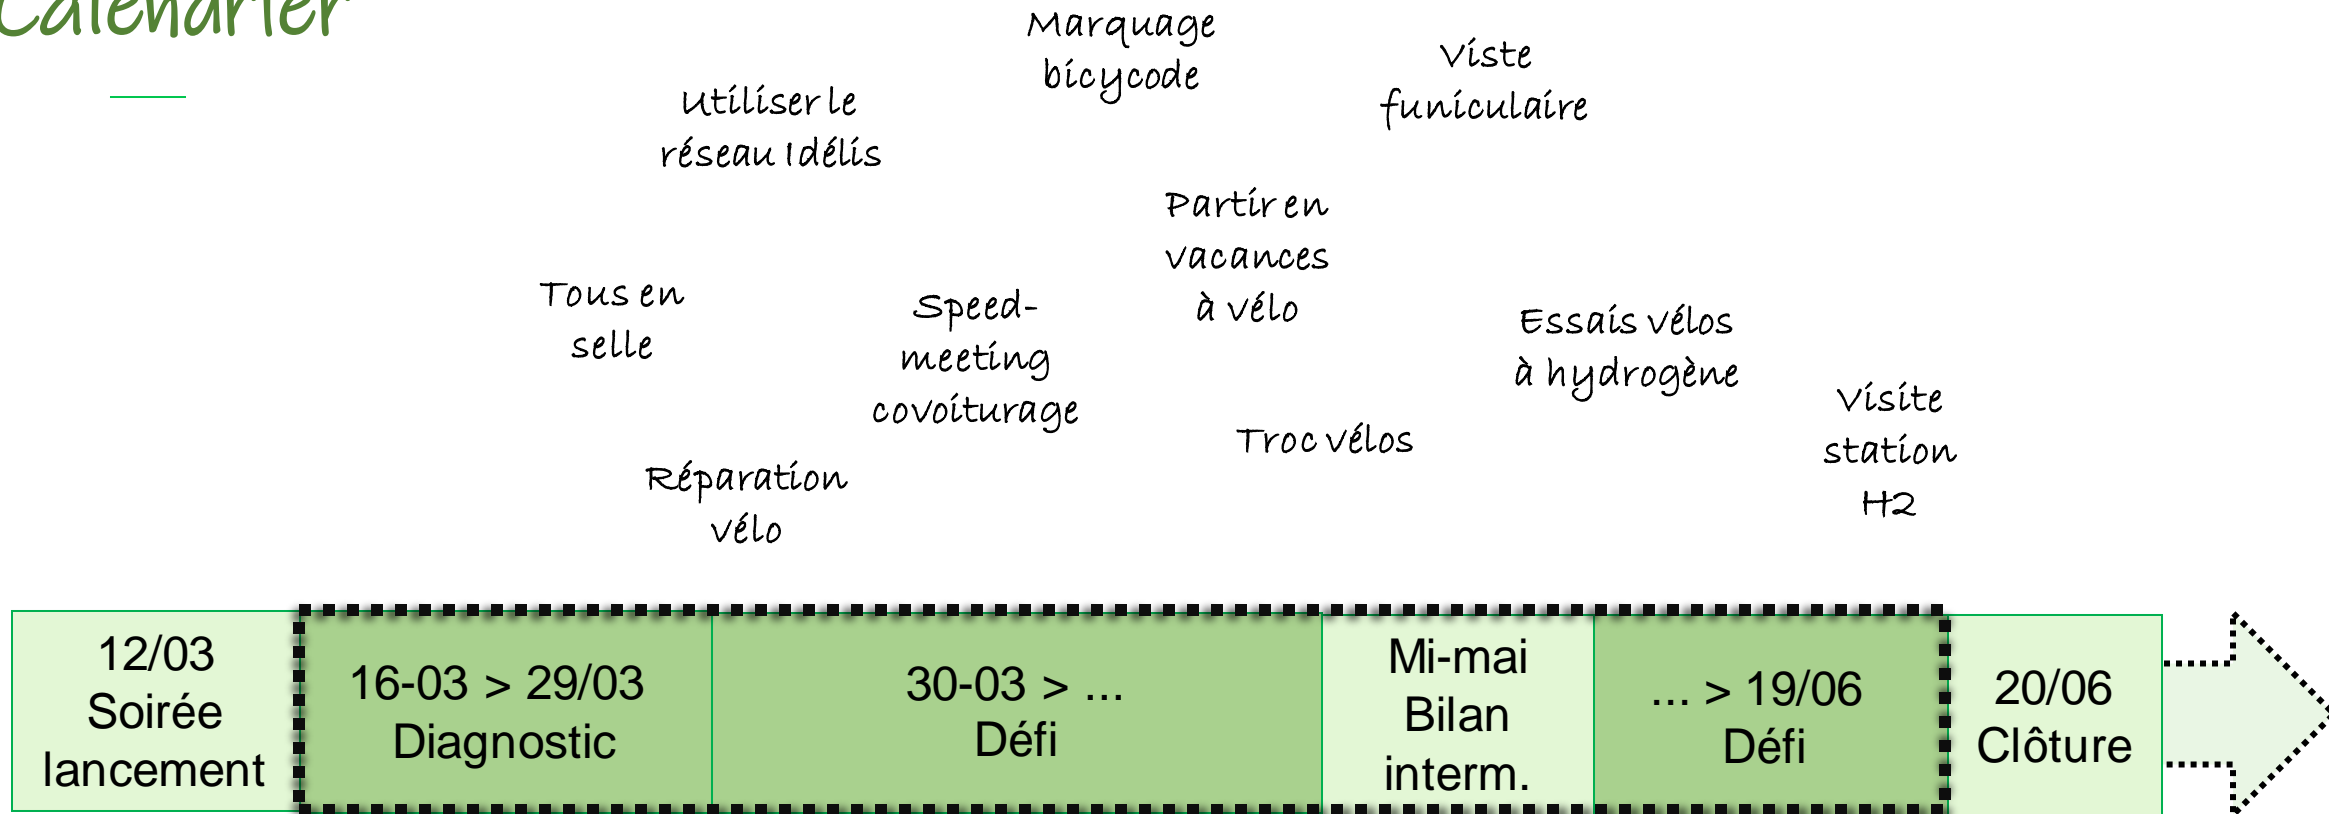 Calendrier
Marquage
bicycode
Viste
funiculaire
Utiliser le
réseau Idélis
Partir en
vacances
à vélo
Tous en
selle
Speed-
meeting
covoiturage
Essais vélos
à hydrogène
Troc vélos
Visite
station
H2
Réparation
vélo
12/03
Soirée
lancement
16-03 > 29/03
Diagnostic
30-03 > ...
Défi
Mi-mai
Bilan
interm.
... > 19/06
Défi
20/06
Clôture